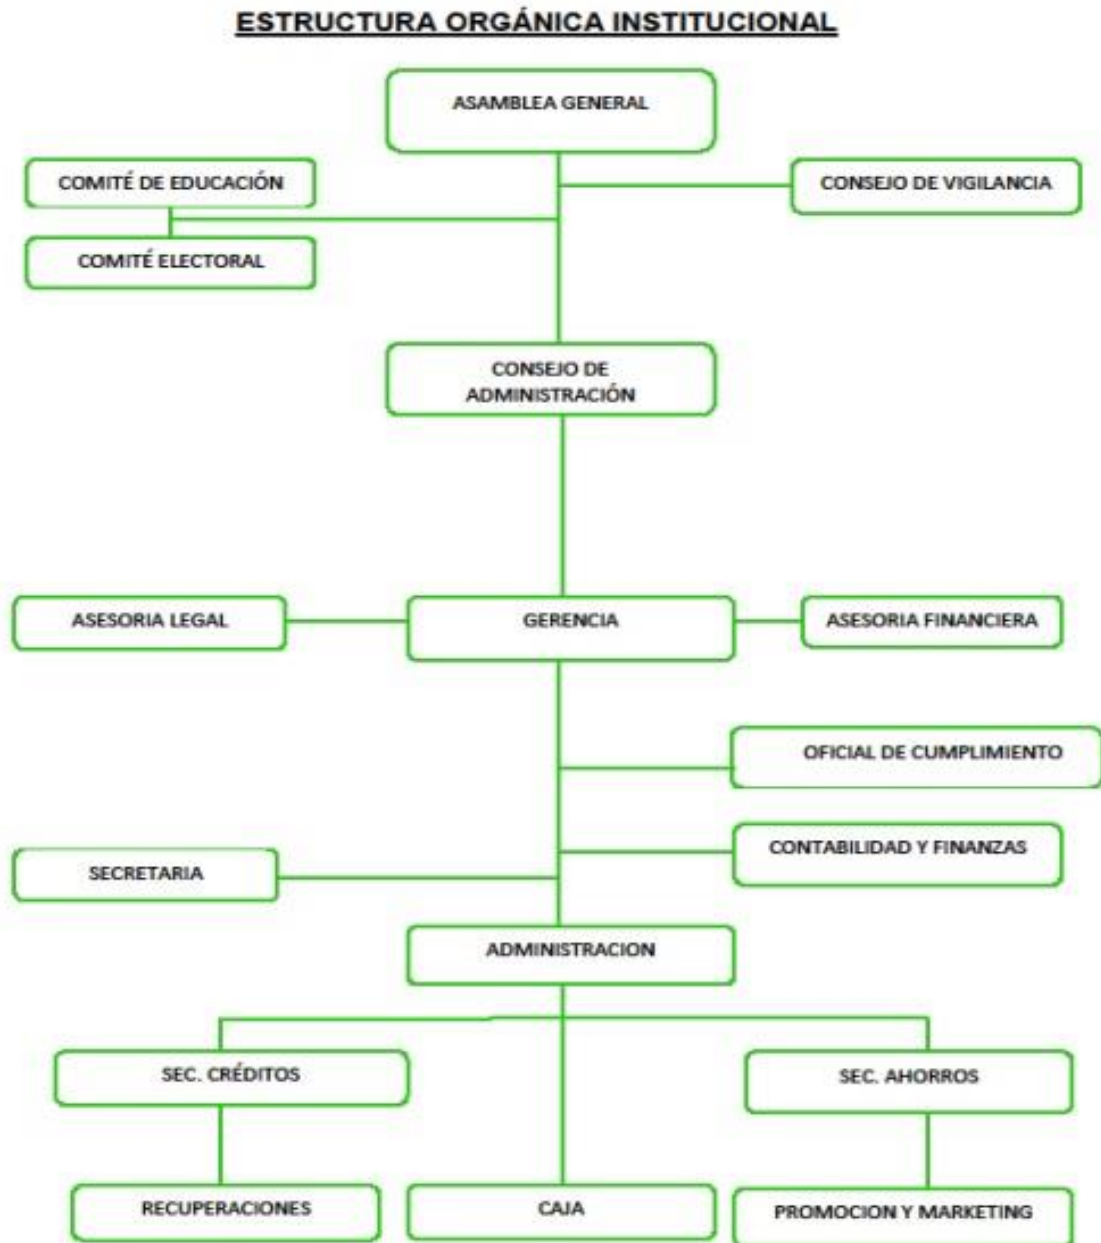 ESTRUCTURA ORGÁNICA INSTITUCIONAL
ASAMBLEA GENERAL
COMITÉ DE EDUCACIÓN
CONSEJO DE VIGILANCIA
COMITÉ ELECTORAL
CONSEJO DE
ADMINISTRACIÓN
ASESORIA LEGAL
GERENCIA
ASESORIA FINANCIERA
OFICIAL DE CUMPLIMIENTO
CONTABILIDAD Y FINANZAS
SECRETARIA
ADMINISTRACION
SEC. CRÉDITOS
SEC. AHORROS
RECUPERACIONES
CAJA
PROMOCION Y MARKETING